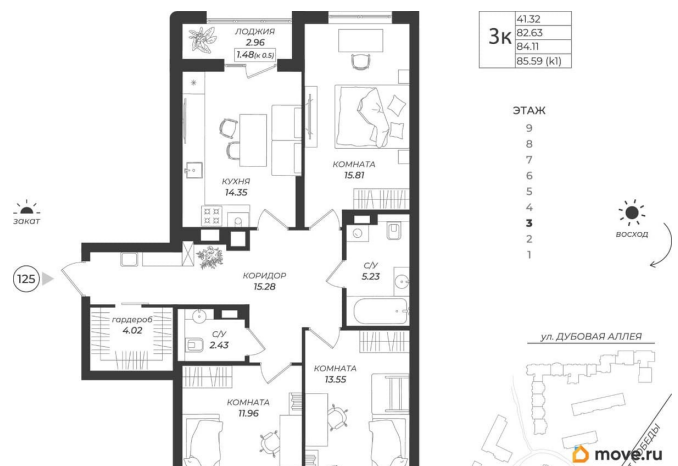 ЛОДЖИЯ
2.96
1.48(к 0.5)
3к
41.32
82.63
84.11
85.59 (k1)
ЭТАЖ
9
8
7
6
5
4
3
2
1
КУХНЯ
14.35
КОМНАТА
15.81
закат
восход
125
КОРИДОР
15.28
С/У
5.23
гардероб
4.02
С/У
2.43
КОМНАТА
11.96
КОМНАТА
13.55
ул. ДУБОВАЯ АЛЛЕЯ
move.ru